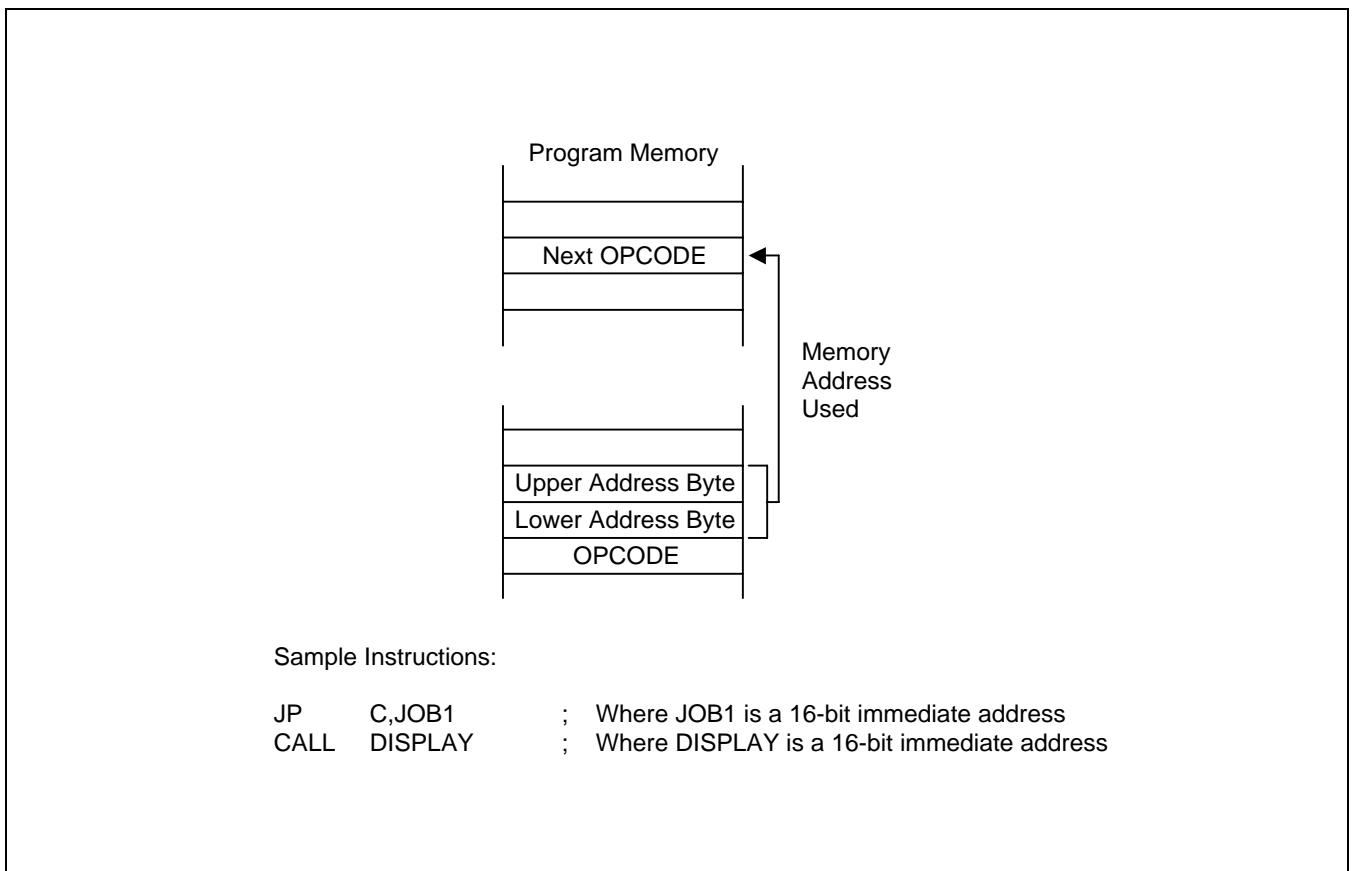 Program Memory
Next OPCODE
Memory
Address
Used
Upper Address Byte
Lower Address Byte
OPCODE
Sample Instructions:
JP C,JOB1 ; Where JOB1 is a 16-bit immediate address
CALL DISPLAY ; Where DISPLAY is a 16-bit immediate address